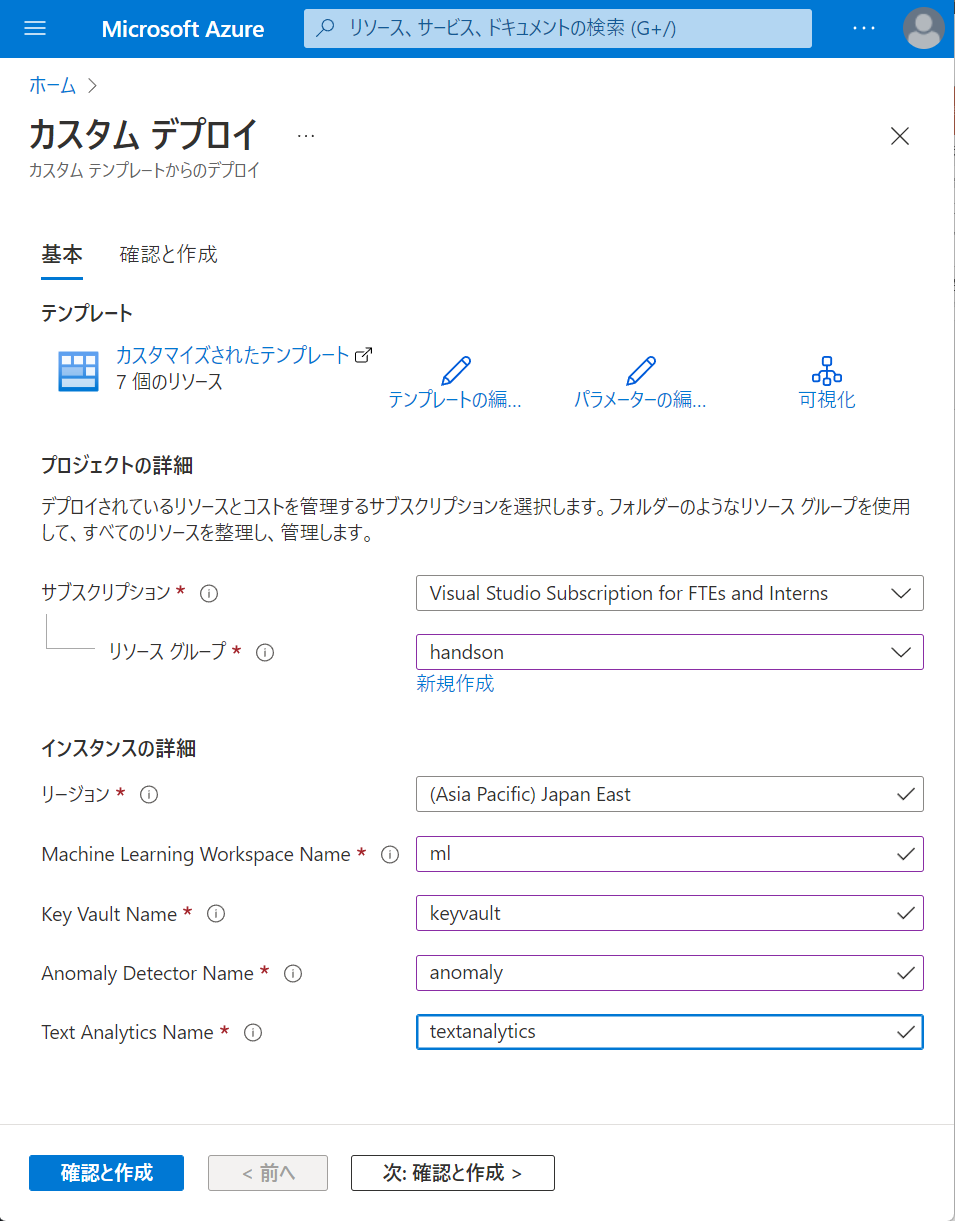 Microsoft Azure
リソース、サービス、ドキュメントの検索 (G+/)
ホーム >
カスタム デプロイ ...
カスタム テンプレートからのデプロイ
基本 確認と作成
テンプレート
カスタマイズされたテンプレート
7 個のリソース
テンプレートの編... パラメーターの編... 可視化
プロジェクトの詳細
デプロイされているリソースとコストを管理するサブスクリプションを選択します。フォルダーのようなリソース グループを使用
して、すべてのリソースを整理し、管理します。
サブスクリプション * Visual Studio Subscription for FTEs and Interns
リソース グループ * handson
新規作成
インスタンスの詳細
リージョン * (Asia Pacific) Japan East
Machine Learning Workspace Name * ml
Key Vault Name * keyvault
Anomaly Detector Name * anomaly
Text Analytics Name * textanalytics
確認と作成 < 前へ 次: 確認と作成 >